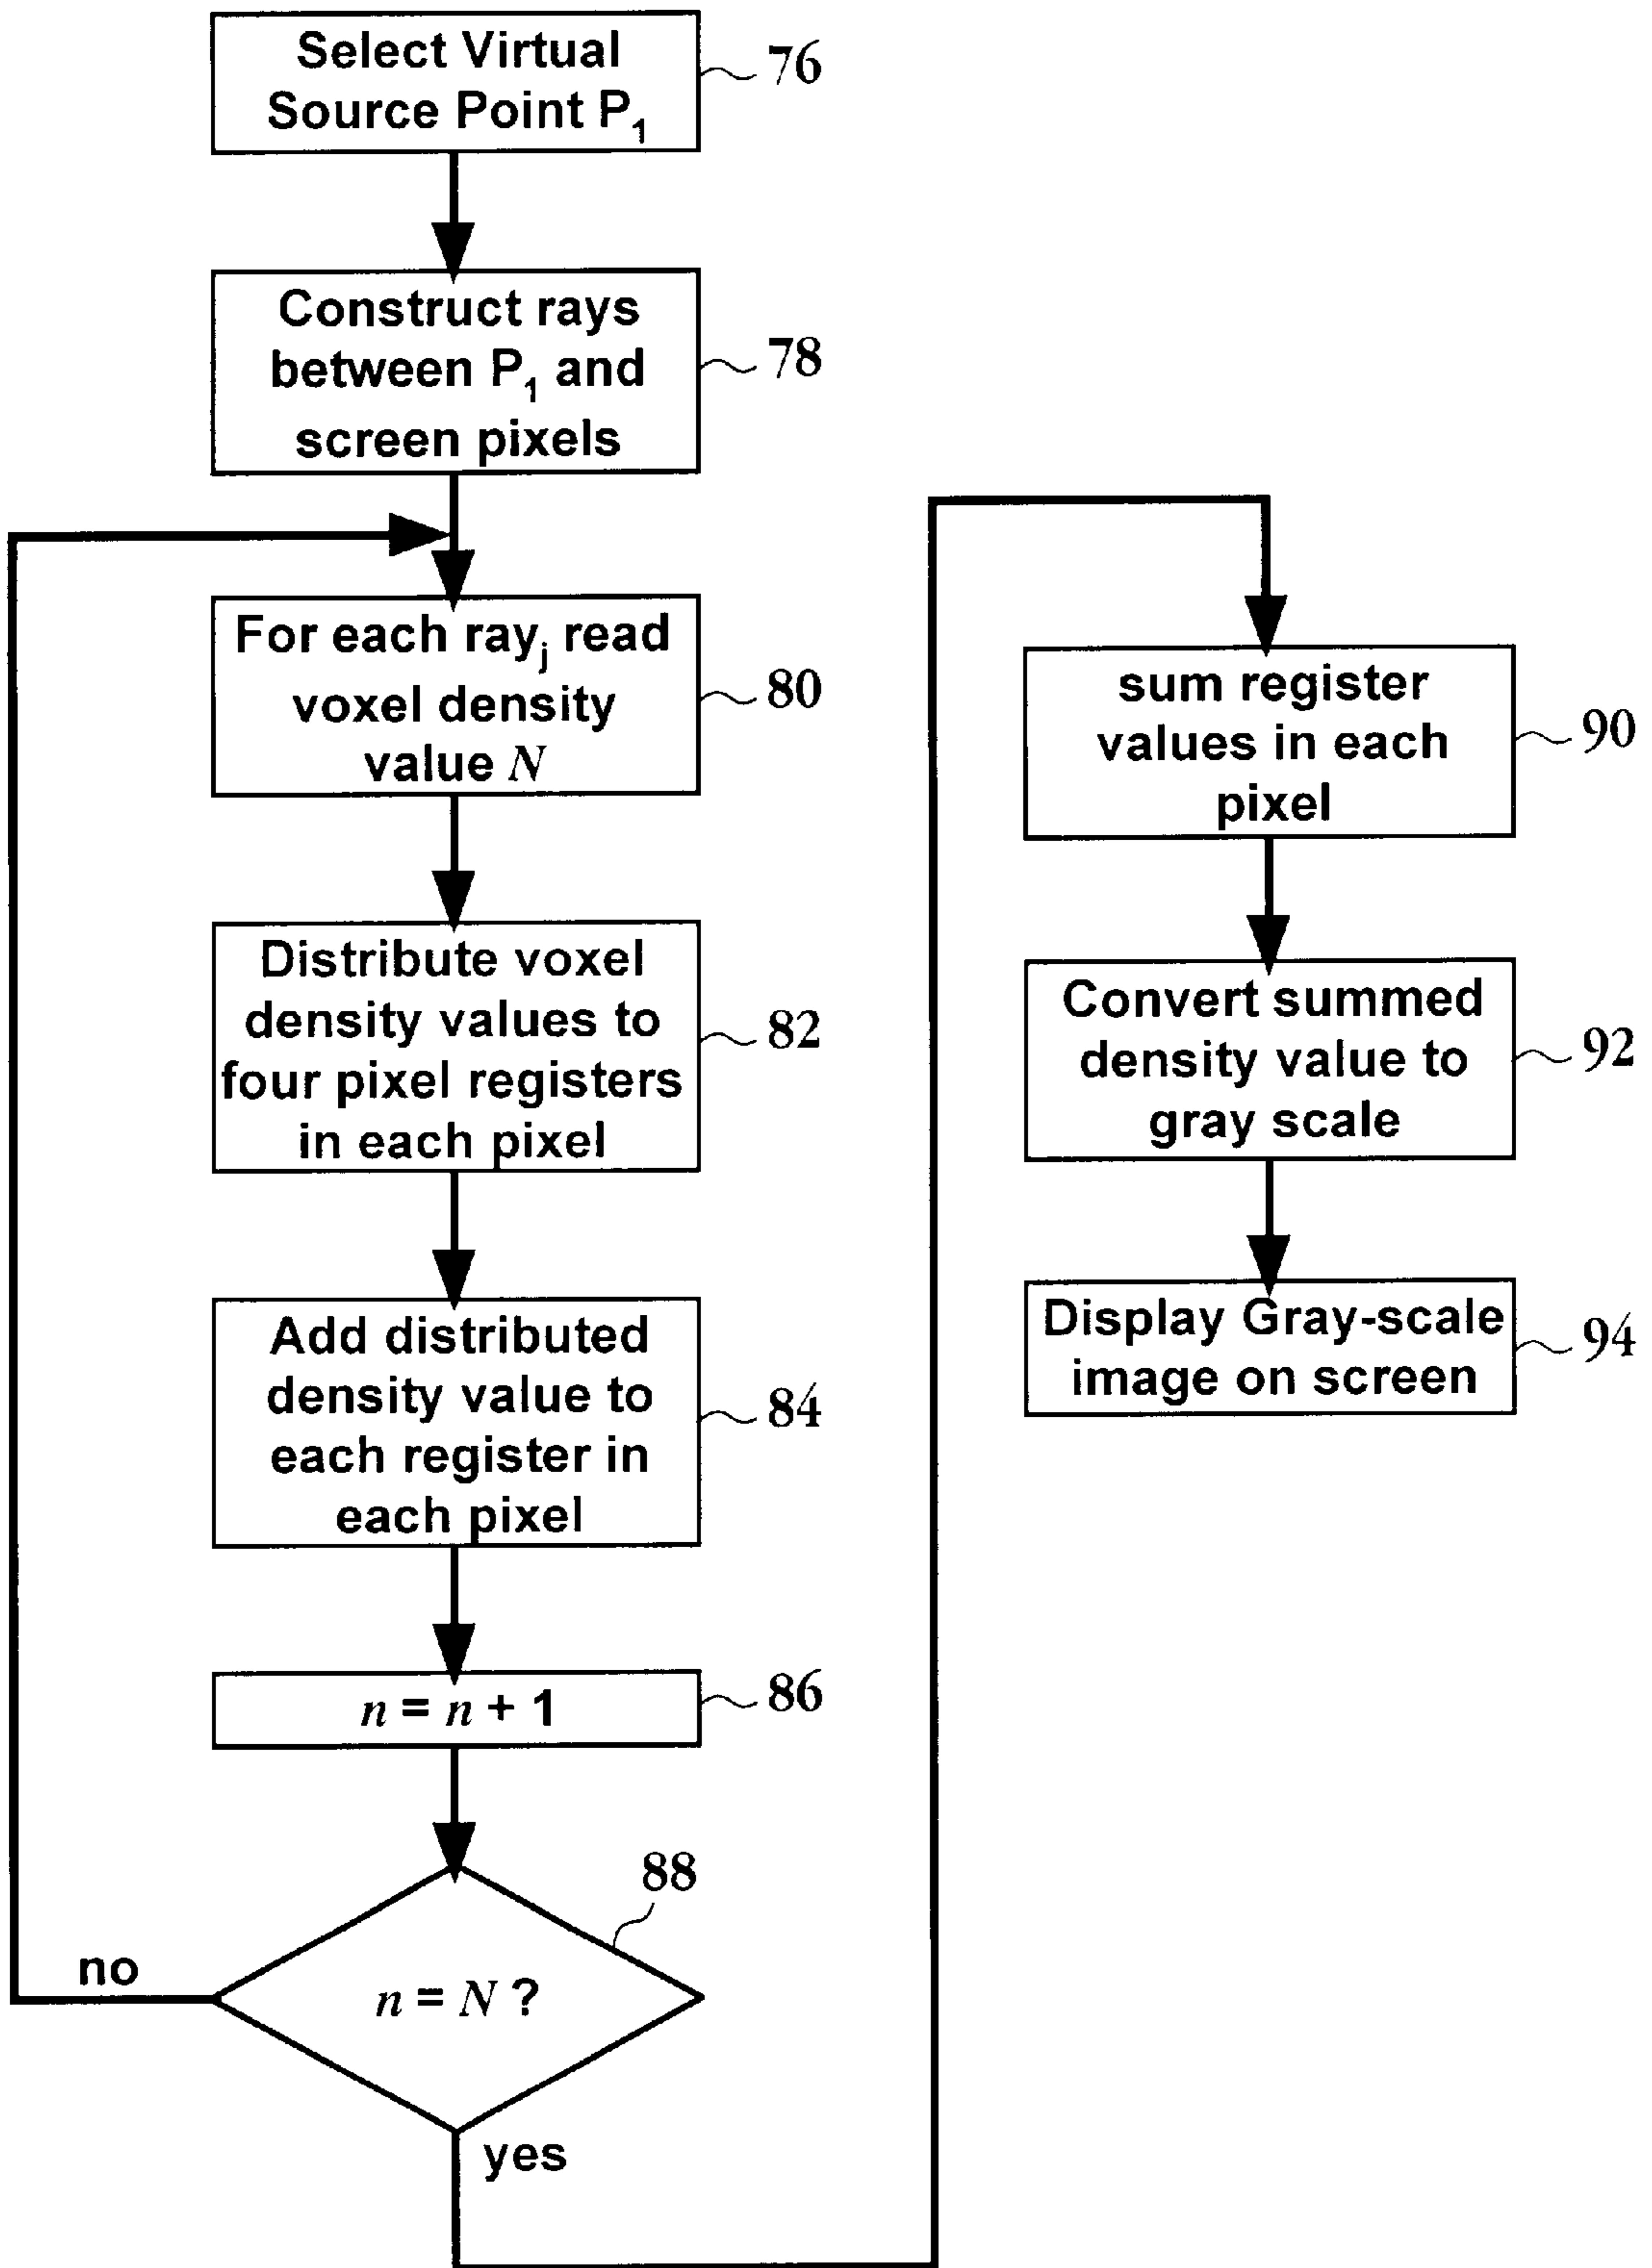 Select Virtual
Source Point P₁
76
Construct rays
between P₁ and
screen pixels
78
For each rayⱼ read
voxel density
value N
80
Distribute voxel
density values to
four pixel registers
in each pixel
82
Add distributed
density value to
each register in
each pixel
84
n = n + 1
86
88
n = N ?
no
yes
sum register
values in each
pixel
90
Convert summed
density value to
gray scale
92
Display Gray-scale
image on screen
94